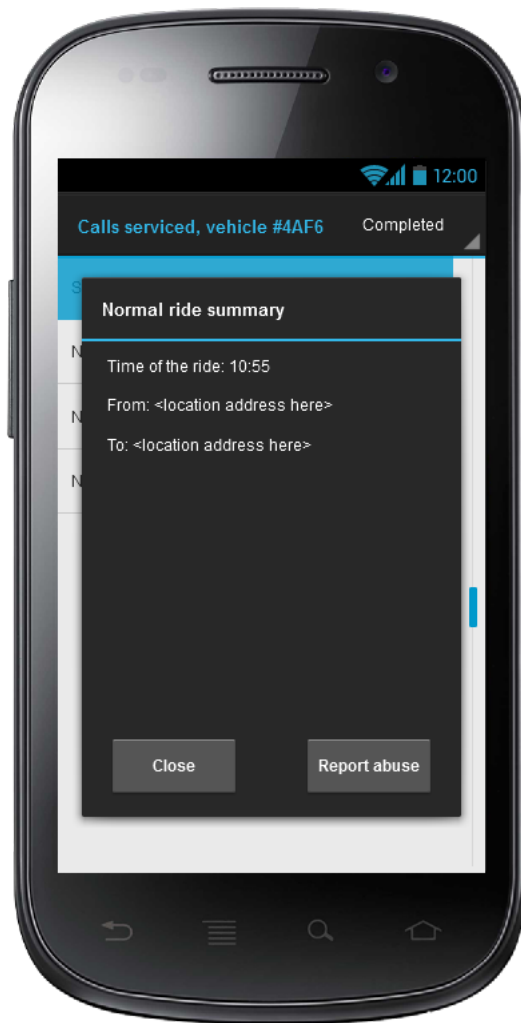 12:00
Calls serviced, vehicle #4AF6
Completed
S
Normal ride summary
N
Time of the ride: 10:55
From: <location address here>
N
To: <location address here>
N
Close
Report abuse